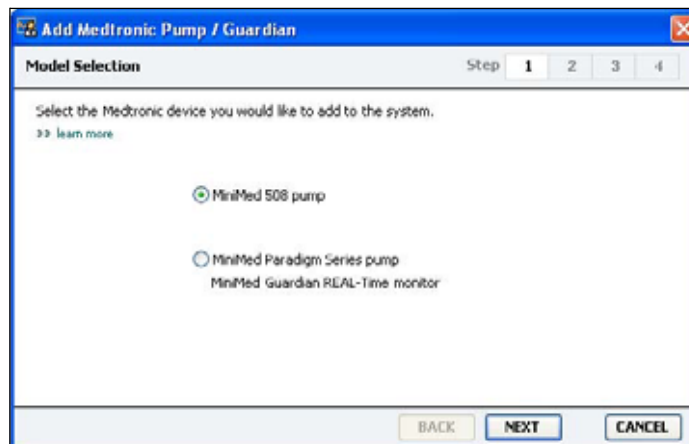 Add Medtronic Pump / Guardian
Model Selection Step 1 2 3 4
Select the Medtronic device you would like to add to the system.
>> learn more
MiniMed 508 pump
MiniMed Paradigm Series pump
MiniMed Guardian REAL-Time monitor
BACK NEXT CANCEL